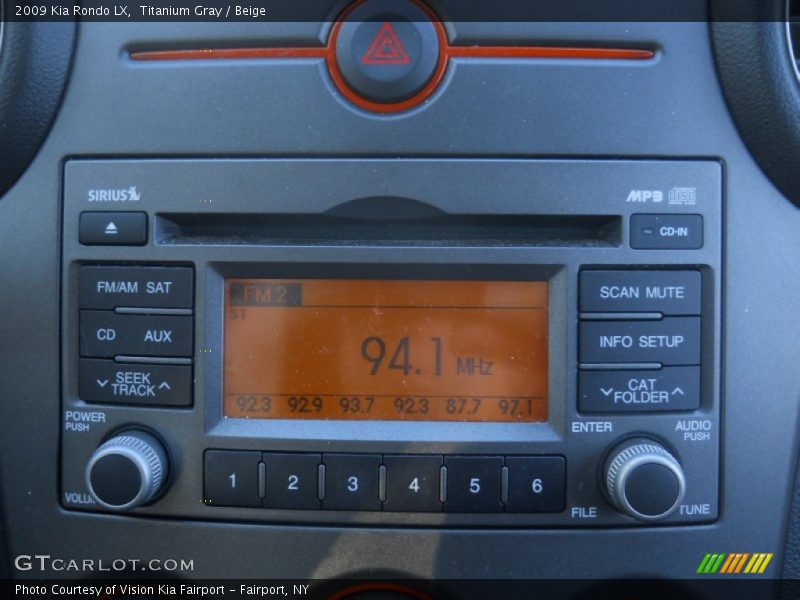 2009 Kia Rondo LX, Titanium Gray / Beige
SIRIUS
MP3
CD-IN
FM/AM SAT
CD AUX
SEEK
TRACK
POWER
PUSH
FM 2
ST
94.1 MHz
92.3 92.9 93.7 92.3 87.7 97.1
SCAN MUTE
INFO SETUP
CAT
FOLDER
ENTER
AUDIO
PUSH
1 2 3 4 5 6
VOLU
FILE
TUNE
GTCARLOT.COM
Photo Courtesy of Vision Kia Fairport – Fairport, NY